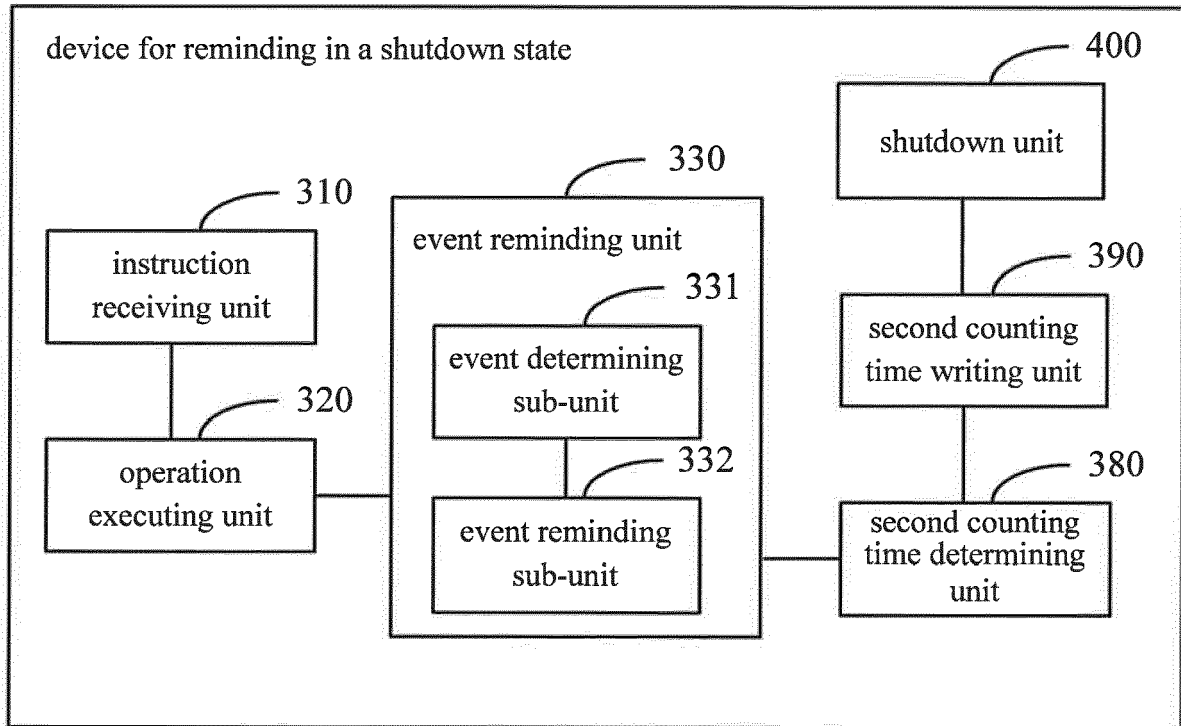 device for reminding in a shutdown state
400
shutdown unit
330
310
event reminding unit
instruction
receiving unit
390
331
second counting
time writing unit
event determining
sub-unit
320
operation
executing unit
332
event reminding
sub-unit
380
second counting
time determining
unit